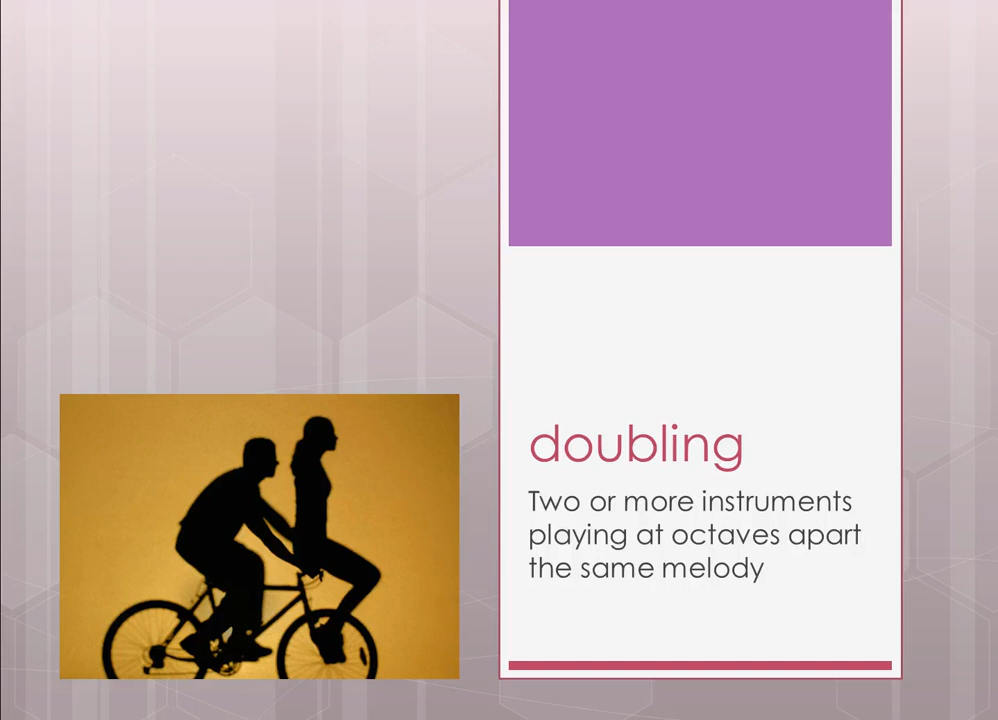 doubling
Two or more instruments
playing at octaves apart
the same melody